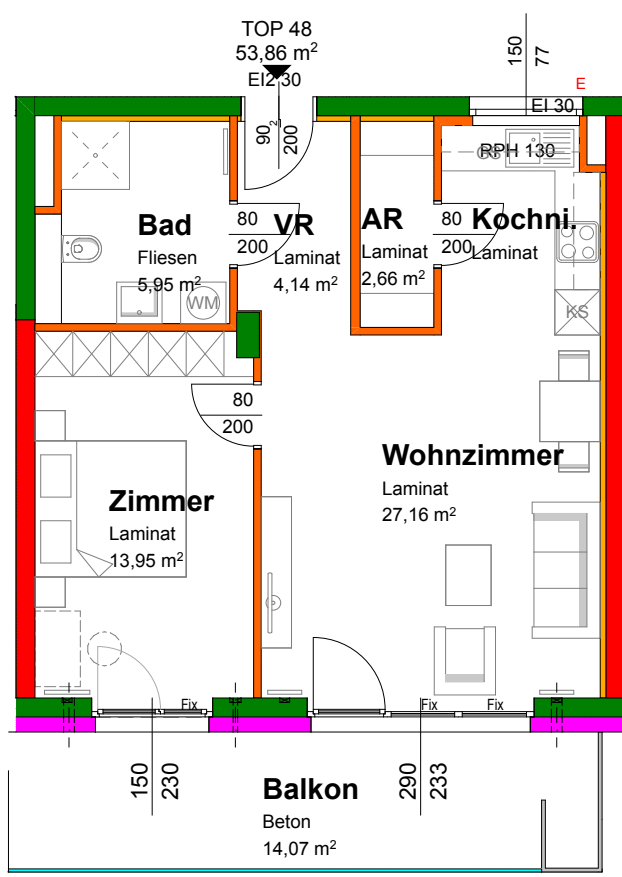 TOP 48
53,86 m²
EI2 30
150
77
E
EI 30
90₂
200
RPH 130
GS
Bad
Fliesen
5,95 m²
80
200
VR
Laminat
4,14 m²
AR
Laminat
2,66 m²
80
200
Kochni.
Laminat
WM
KS
80
200
Wohnzimmer
Laminat
27,16 m²
Zimmer
Laminat
13,95 m²
Fix
Fix
Fix
150
230
290
233
Balkon
Beton
14,07 m²